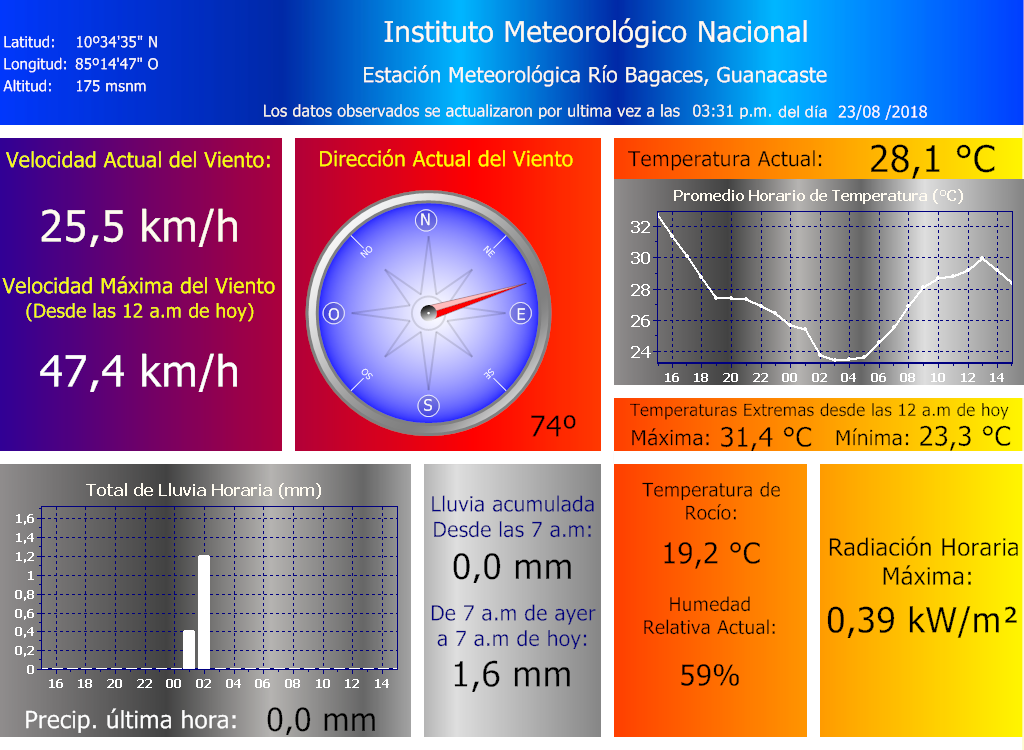 Instituto Meteorológico Nacional
Latitud: 10º34'35" N
Longitud: 85º14'47" O
Altitud: 175 msnm
Estación Meteorológica Río Bagaces, Guanacaste
Los datos observados se actualizaron por ultima vez a las 03:31 p.m. del día 23/08 /2018
Velocidad Actual del Viento:
25,5 km/h
Velocidad Máxima del Viento
(Desde las 12 a.m de hoy)
47,4 km/h
Dirección Actual del Viento
N
NO
NE
O
E
SO
SE
S
74º
Temperatura Actual: 28,1 °C
Promedio Horario de Temperatura (°C)
32
30
28
26
24
16 18 20 22 00 02 04 06 08 10 12 14
Temperaturas Extremas desde las 12 a.m de hoy
Máxima: 31,4 °C Mínima: 23,3 °C
Total de Lluvia Horaria (mm)
1,6
1,4
1,2
1
0,8
0,6
0,4
0,2
0
16 18 20 22 00 02 04 06 08 10 12 14
Precip. última hora: 0,0 mm
Lluvia acumulada
Desde las 7 a.m:
0,0 mm
De 7 a.m de ayer
a 7 a.m de hoy:
1,6 mm
Temperatura de
Rocío:
19,2 °C
Humedad
Relativa Actual:
59%
Radiación Horaria
Máxima:
0,39 kW/m²